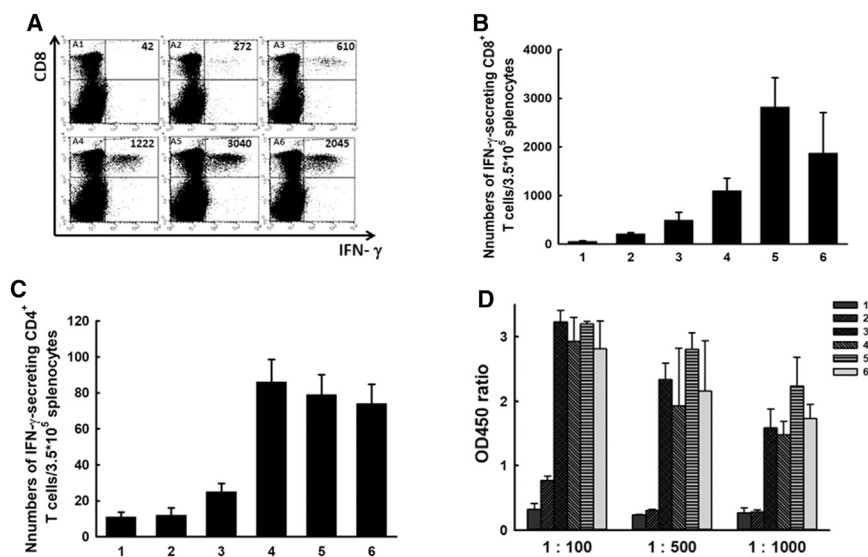 A
A1 42
A2 272
A3 610
A4 1222
A5 3040
A6 2045
CD8
IFN- γ
B
Nnumbers of IFN-γ-secreting CD8+
T cells/3.5*10^5 splenocytes
4000
3000
2000
1000
0
1 2 3 4 5 6
C
Nnumbers of IFN-γ-secreting CD4+
T cells/3.5*10^5 splenocytes
120
100
80
60
40
20
0
1 2 3 4 5 6
D
OD450 ratio
3
2
1
0
1 : 100 1 : 500 1 : 1000
1
2
3
4
5
6